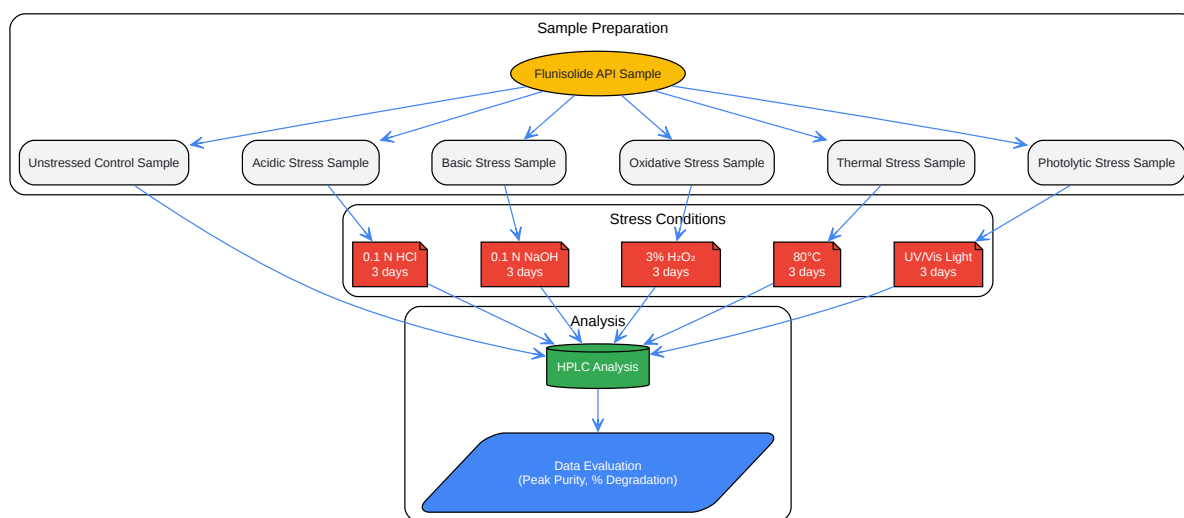 Sample Preparation
Flunisolide API Sample
Unstressed Control Sample
Acidic Stress Sample
Basic Stress Sample
Oxidative Stress Sample
Thermal Stress Sample
Photolytic Stress Sample
Stress Conditions
0.1 N HCl
3 days
0.1 N NaOH
3 days
3% H₂O₂
3 days
80°C
3 days
UV/Vis Light
3 days
Analysis
HPLC Analysis
Data Evaluation
(Peak Purity, % Degradation)